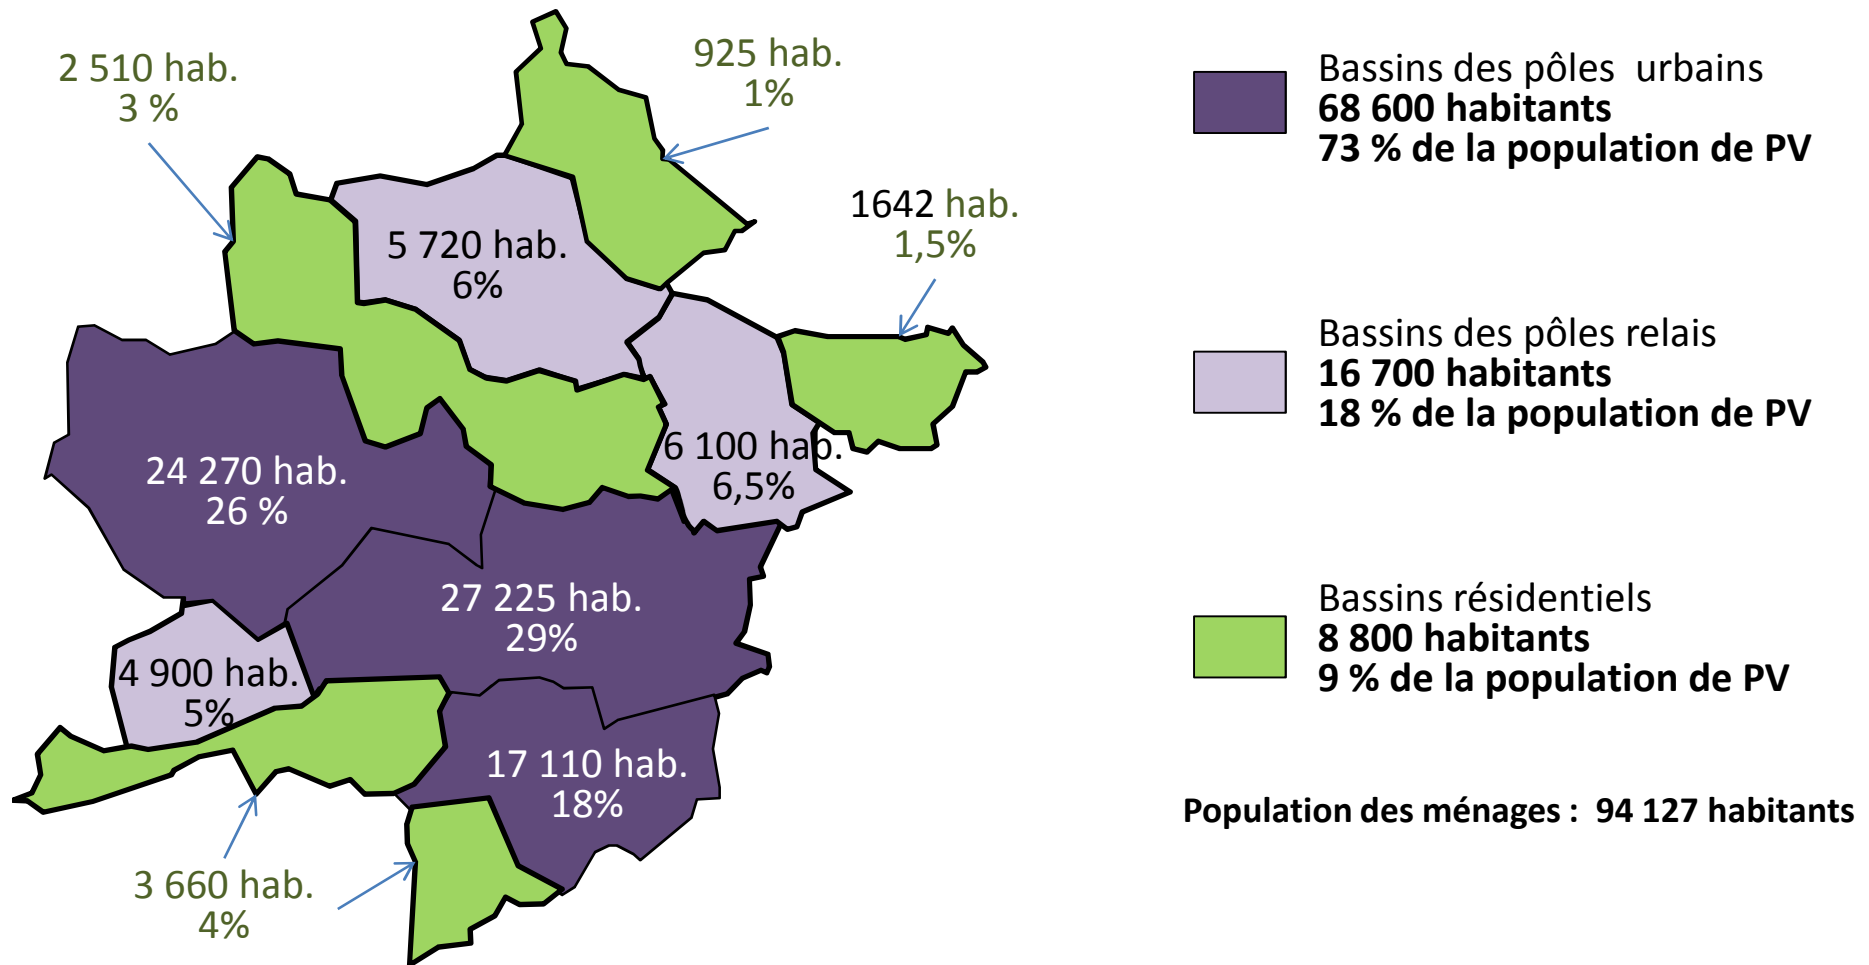 2 510 hab.
3 %
925 hab.
1%
1642 hab.
1,5%
5 720 hab.
6%
6 100 hab.
6,5%
24 270 hab.
26 %
27 225 hab.
29%
4 900 hab.
5%
17 110 hab.
18%
3 660 hab.
4%
Bassins des pôles urbains
68 600 habitants
73 % de la population de PV
Bassins des pôles relais
16 700 habitants
18 % de la population de PV
Bassins résidentiels
8 800 habitants
9 % de la population de PV
Population des ménages : 94 127 habitants